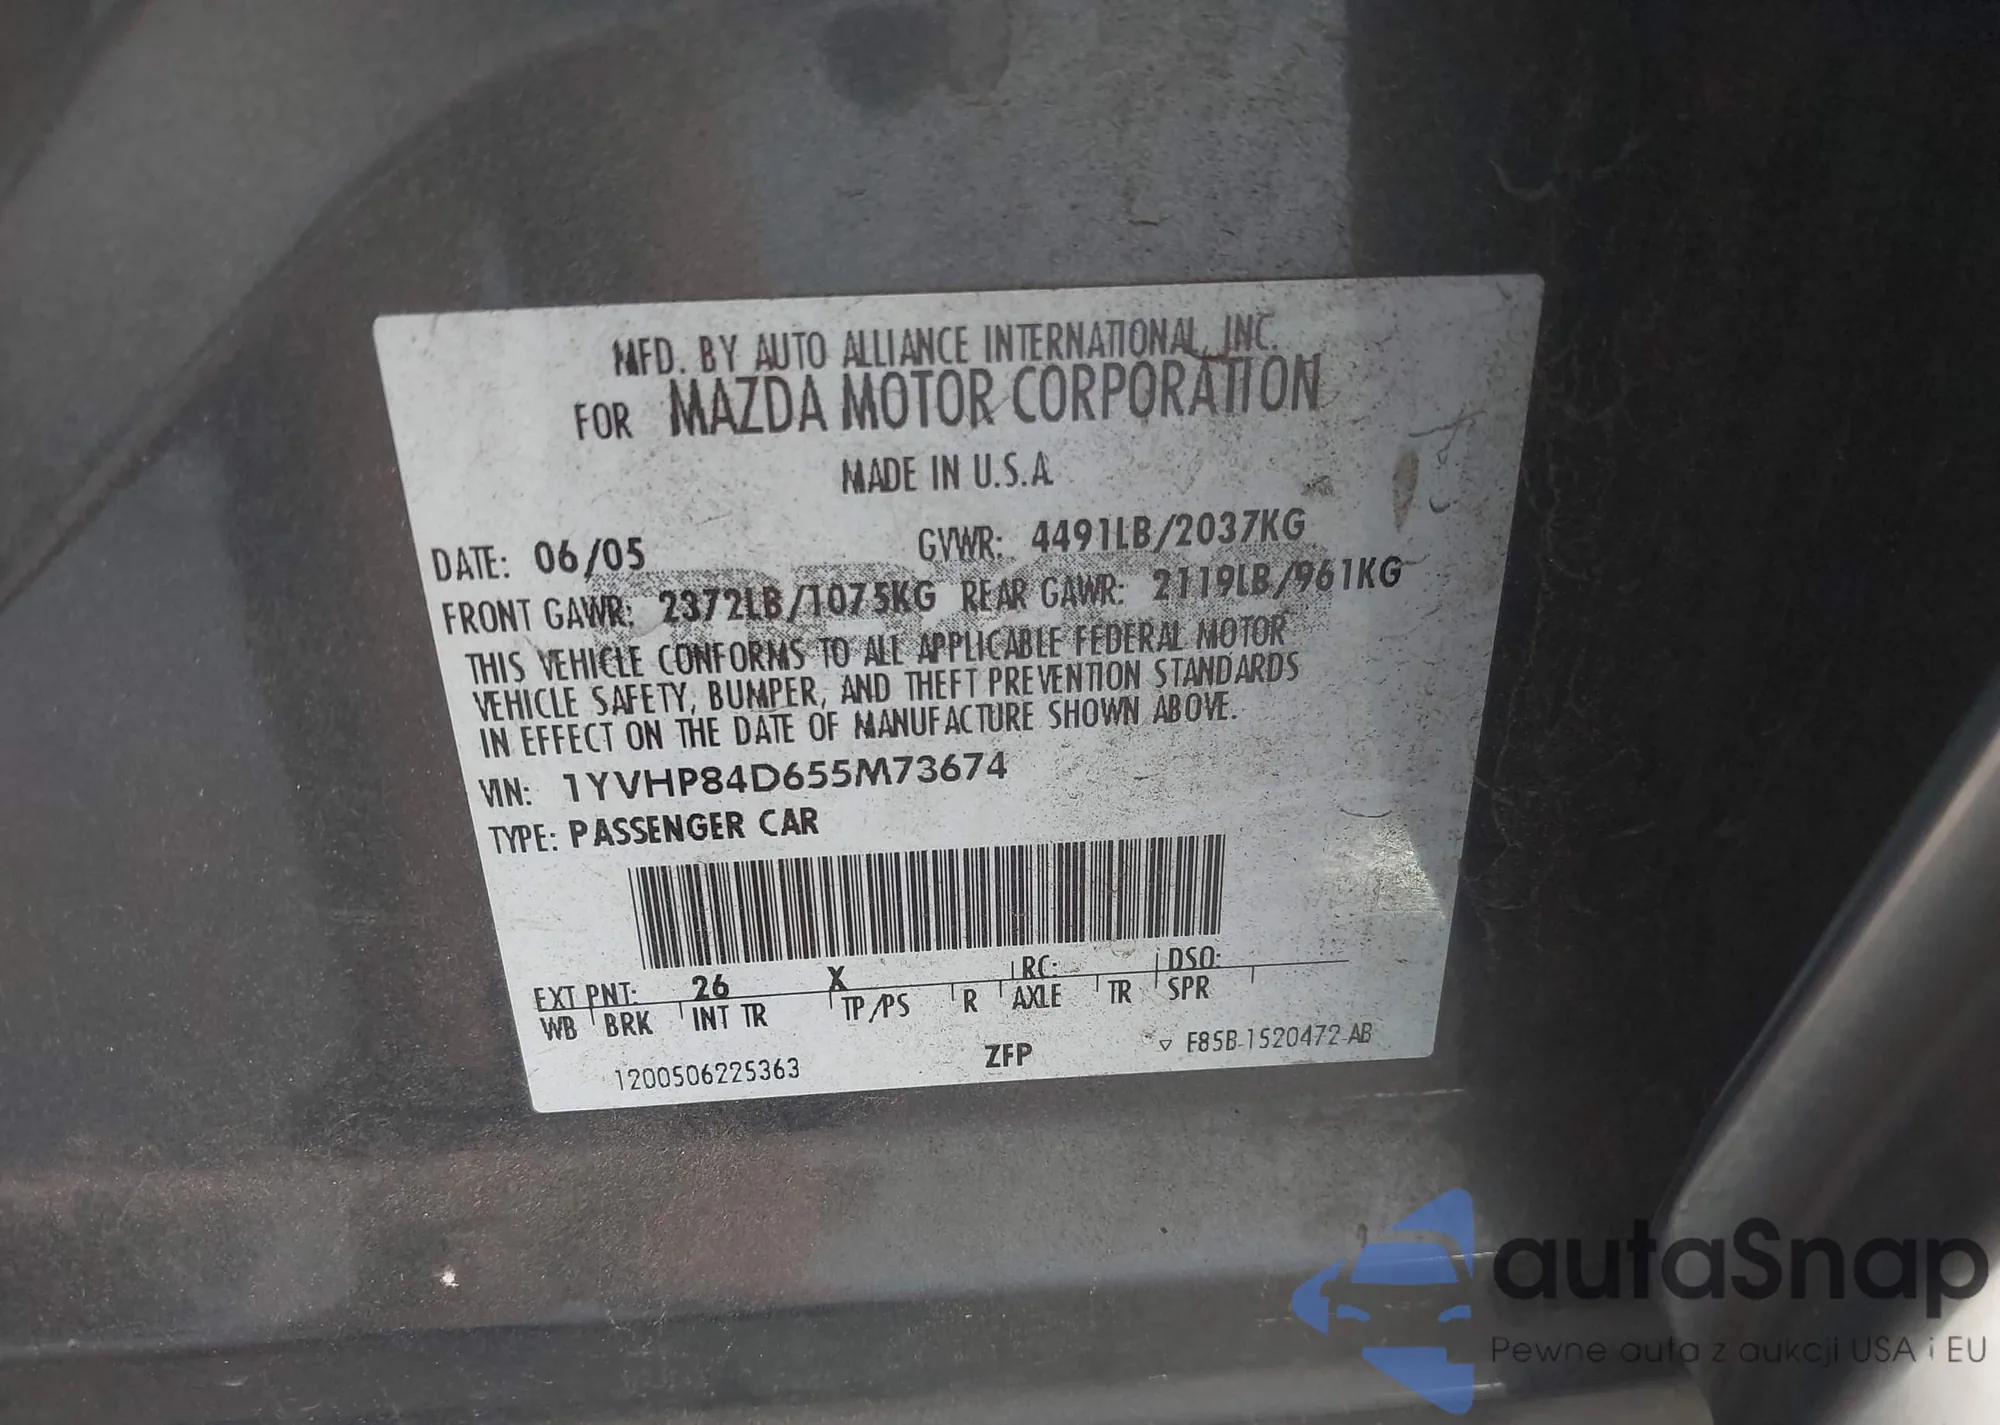 MFD. BY AUTO ALLIANCE INTERNATIONAL, INC.
FOR MAZDA MOTOR CORPORATION
MADE IN U.S.A.
DATE: 06/05 GVWR: 4491LB/2037KG
FRONT GAWR: 2372LB/1075KG REAR GAWR: 2119LB/961KG
THIS VEHICLE CONFORMS TO ALL APPLICABLE FEDERAL MOTOR
VEHICLE SAFETY, BUMPER, AND THEFT PREVENTION STANDARDS
IN EFFECT ON THE DATE OF MANUFACTURE SHOWN ABOVE.
VIN: 1YVHP84D655M73674
TYPE: PASSENGER CAR
EXT PNT: 26 X RC: DSO:
WB BRK INT TR TP/PS R AXLE TR SPR
1200506225363 ZFP ▽ F85B-1520472-AB
autaSnap
Pewne auta z aukcji USA i EU